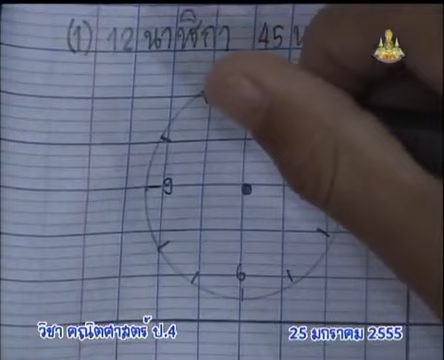 (1) 12 นาฬิกา 45 น
9
6
วิชา คณิตศาสตร์ ป.4
25 มกราคม 2555